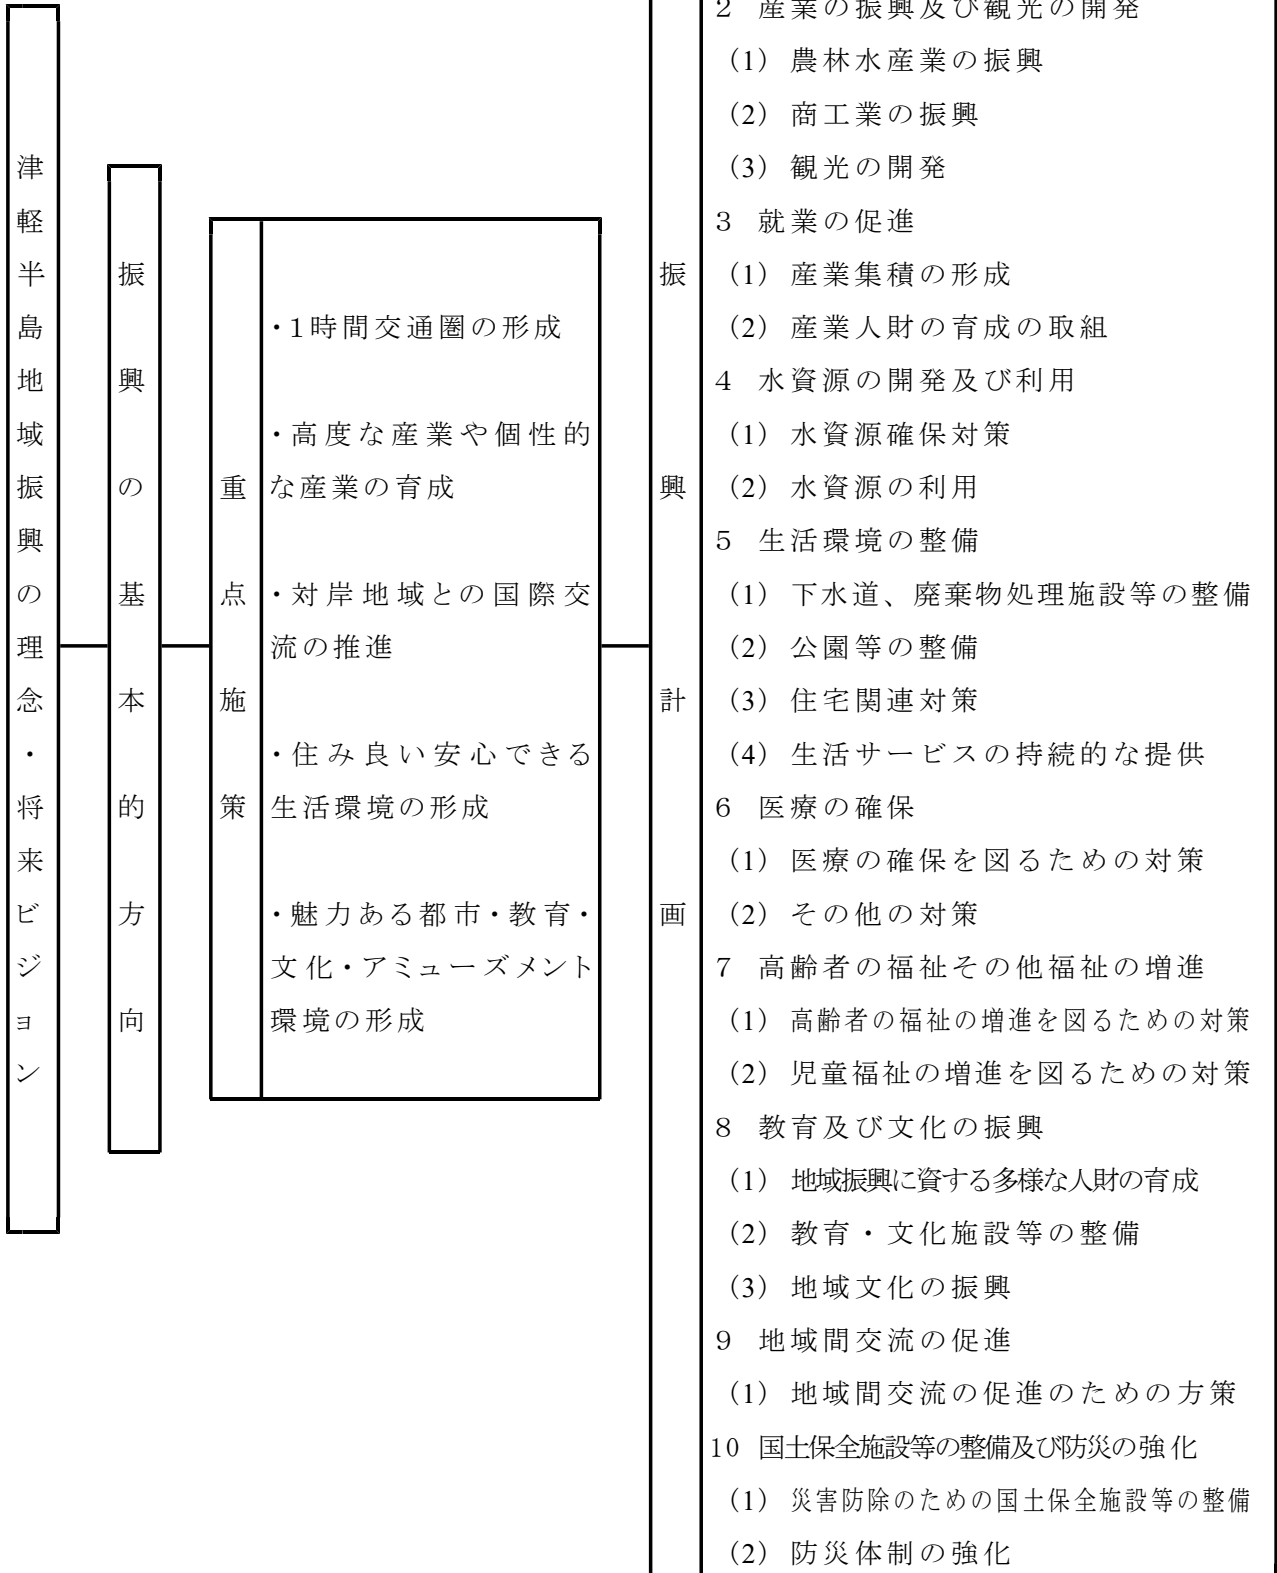 津軽半島地域振興の理念・将来ビジョン
振興の基本的方向
重点施策
・1時間交通圏の形成
・高度な産業や個性的
な産業の育成
・対岸地域との国際交
流の推進
・住み良い安心できる
生活環境の形成
・魅力ある都市・教育・
文化・アミューズメント
環境の形成
振興計画
2 産業の振興及び観光の開発
(1) 農林水産業の振興
(2) 商工業の振興
(3) 観光の開発
3 就業の促進
(1) 産業集積の形成
(2) 産業人財の育成の取組
4 水資源の開発及び利用
(1) 水資源確保対策
(2) 水資源の利用
5 生活環境の整備
(1) 下水道、廃棄物処理施設等の整備
(2) 公園等の整備
(3) 住宅関連対策
(4) 生活サービスの持続的な提供
6 医療の確保
(1) 医療の確保を図るための対策
(2) その他の対策
7 高齢者の福祉その他福祉の増進
(1) 高齢者の福祉の増進を図るための対策
(2) 児童福祉の増進を図るための対策
8 教育及び文化の振興
(1) 地域振興に資する多様な人財の育成
(2) 教育・文化施設等の整備
(3) 地域文化の振興
9 地域間交流の促進
(1) 地域間交流の促進のための方策
10 国土保全施設等の整備及び防災の強化
(1) 災害防除のための国土保全施設等の整備
(2) 防災体制の強化